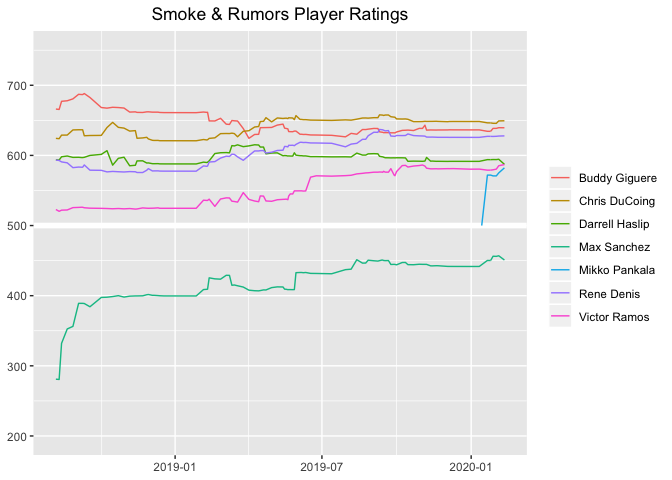 Smoke & Rumors Player Ratings
700
600
500
400
300
200
2019-01
2019-07
2020-01
Buddy Giguere
Chris DuCoing
Darrell Haslip
Max Sanchez
Mikko Pankala
Rene Denis
Victor Ramos